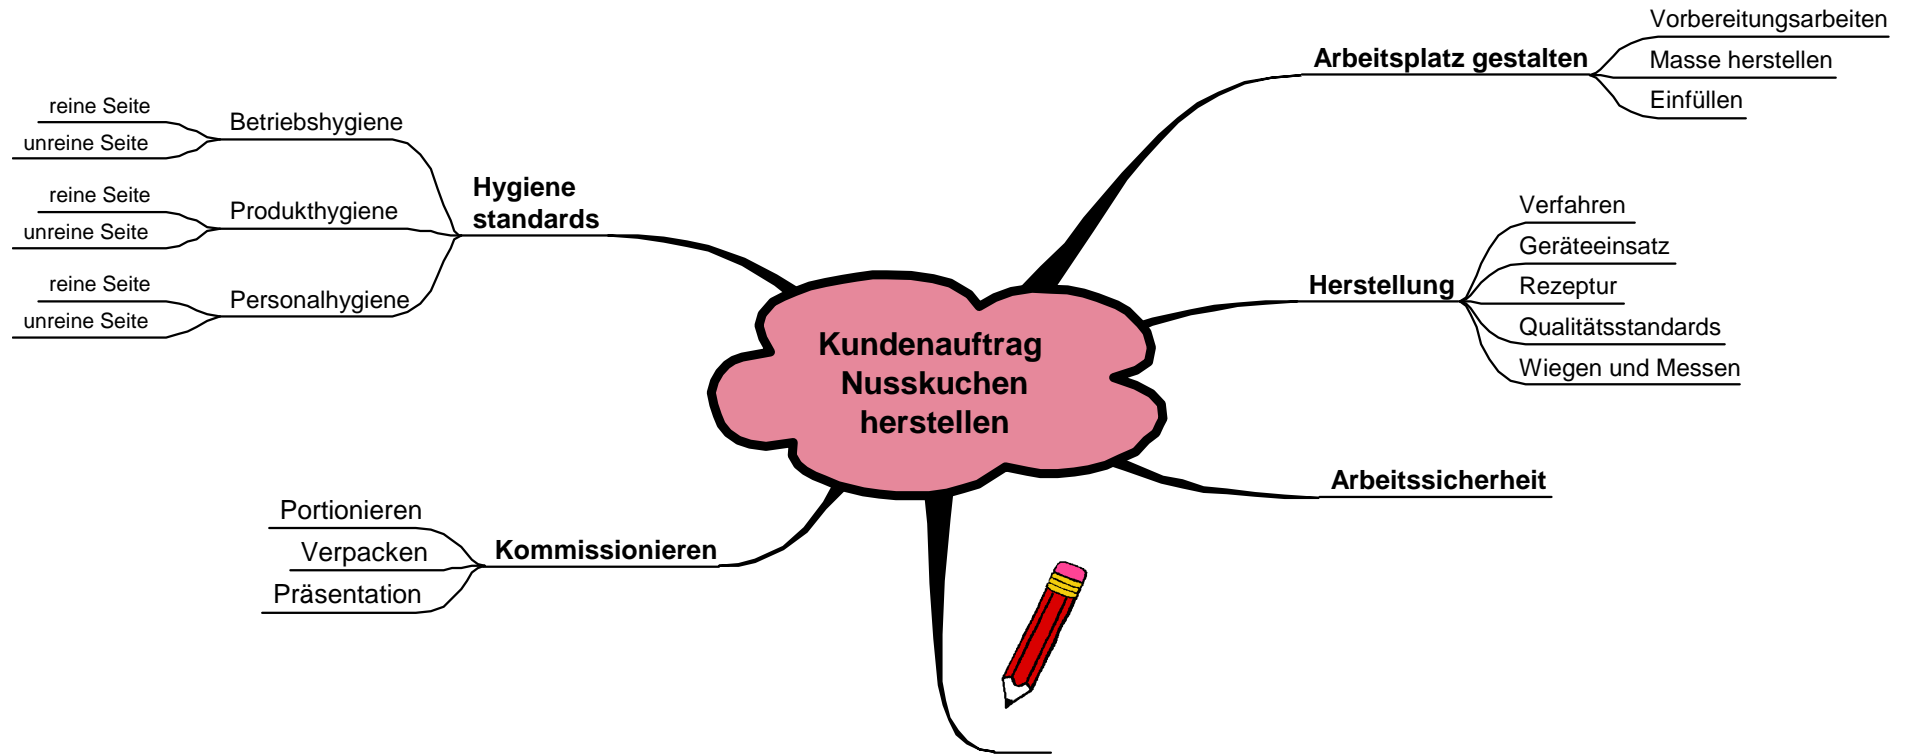 Kundenauftrag
Nusskuchen
herstellen
Arbeitsplatz gestalten
Vorbereitungsarbeiten
Masse herstellen
Einfüllen
Herstellung
Verfahren
Geräteeinsatz
Rezeptur
Qualitätsstandards
Wiegen und Messen
Arbeitssicherheit
Kommissionieren
Portionieren
Verpacken
Präsentation
Hygiene
standards
Betriebshygiene
reine Seite
unreine Seite
Produkthygiene
reine Seite
unreine Seite
Personalhygiene
reine Seite
unreine Seite